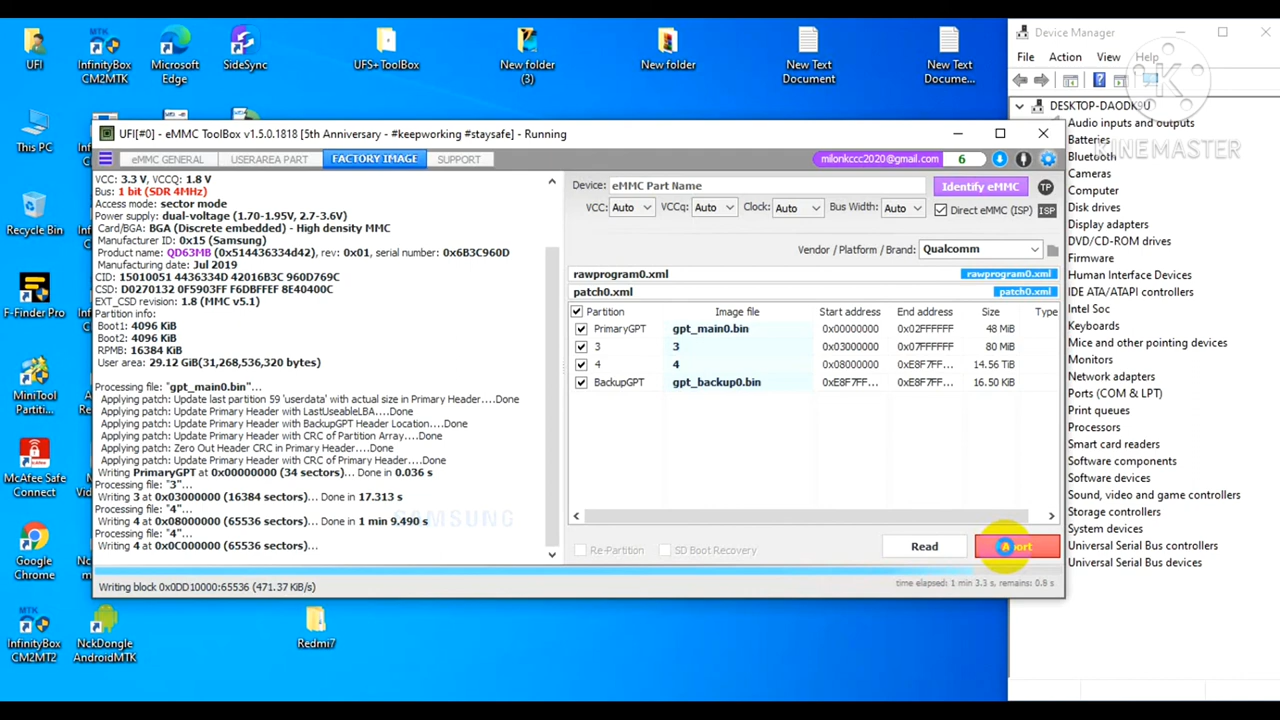 UFI
InfinityBox
CM2MTK
Microsoft
Edge
SideSync
UFS+ToolBox
New folder
(3)
New folder
New Text
Document
New Text
Docume...
Device Manager
File Action View Help
DESKTOP-DAODK9U
Audio inputs and outputs
Batteries
Bluetooth
Cameras
Computer
Disk drives
Display adapters
DVD/CD-ROM drives
Firmware
Human Interface Devices
IDE ATA/ATAPI controllers
Intel Soc
Keyboards
Mice and other pointing devices
Monitors
Network adapters
Ports (COM & LPT)
Print queues
Processors
Smart card readers
Software components
Software devices
Sound, video and game controllers
Storage controllers
System devices
Universal Serial Bus controllers
Universal Serial Bus devices
K
KINEMASTER
This PC
Recycle Bin
F-Finder Pro
MiniTool
Partiti...
McAfee Safe
Connect
Google
Chrome
InfinityBox
CM2MT2
NckDongle
AndroidMTK
Redmi7
UFI[#0] - eMMC ToolBox v1.5.0.1818 [5th Anniversary - #keepworking #staysafe] - Running
eMMC GENERAL USERAREA PART FACTORY IMAGE SUPPORT
milonkccc2020@gmail.com 6
VCC: 3.3 V, VCCQ: 1.8 V
Bus: 1 bit (SDR 4MHz)
Access mode: sector mode
Power supply: dual-voltage (1.70-1.95V, 2.7-3.6V)
Card/BGA: BGA (Discrete embedded) - High density MMC
Manufacturer ID: 0x15 (Samsung)
Product name: QD63MB (0x514436334d42), rev: 0x01, serial number: 0x6B3C960D
Manufacturing date: Jul 2019
CID: 15010051 4436334D 42016B3C 960D769C
CSD: D0270132 0F5903FF F6DBFFEF 8E40400C
EXT_CSD revision: 1.8 (MMC v5.1)
Partition info:
Boot1: 4096 KiB
Boot2: 4096 KiB
RPMB: 16384 KiB
User area: 29.12 GiB(31,268,536,320 bytes)
Processing file: "gpt_main0.bin"...
Applying patch: Update last partition 59 'userdata' with actual size in Primary Header....Done
Applying patch: Update Primary Header with LastUseableLBA....Done
Applying patch: Update Primary Header with BackupGPT Header Location....Done
Applying patch: Update Primary Header with CRC of Partition Array....Done
Applying patch: Zero Out Header CRC in Primary Header....Done
Applying patch: Update Primary Header with CRC of Primary Header....Done
Writing PrimaryGPT at 0x00000000 (34 sectors)... Done in 0.036 s
Processing file: "3"...
Writing 3 at 0x03000000 (16384 sectors)... Done in 17.313 s
Processing file: "4"...
Writing 4 at 0x08000000 (65536 sectors)... Done in 1 min 9.490 s
Processing file: "4"...
Writing 4 at 0x0C000000 (65536 sectors)...
SAMSUNG
Device: eMMC Part Name Identify eMMC TP
VCC: Auto VCCq: Auto Clock: Auto Bus Width: Auto Direct eMMC (ISP) ISP
Vendor / Platform / Brand: Qualcomm
rawprogram0.xml rawprogram0.xml
patch0.xml patch0.xml
Partition Image file Start address End address Size Type
PrimaryGPT gpt_main0.bin 0x00000000 0x02FFFFFF 48 MiB
3 3 0x03000000 0x07FFFFFF 80 MiB
4 4 0x08000000 0xE8F7FF... 14.56 TiB
BackupGPT gpt_backup0.bin 0xE8F7FF... 0xE8F7FF... 16.50 KiB
Re-Partition SD Boot Recovery Read
Writing block 0x0DD10000:65536 (471.37 KiB/s)
time elapsed: 1 min 3.3 s, remains: 0.8 s